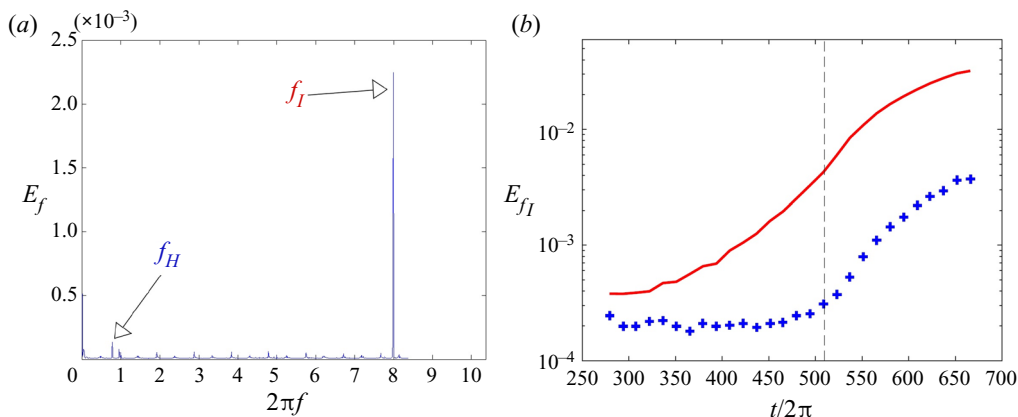 (a) (×10⁻³)
2.5
2.0
1.5
1.0
0.5
0 1 2 3 4 5 6 7 8 9 10
E_f
2πf
f_I
f_H
(b)
10⁻²
10⁻³
10⁻⁴
250 300 350 400 450 500 550 600 650 700
E_{f_I}
t/2π